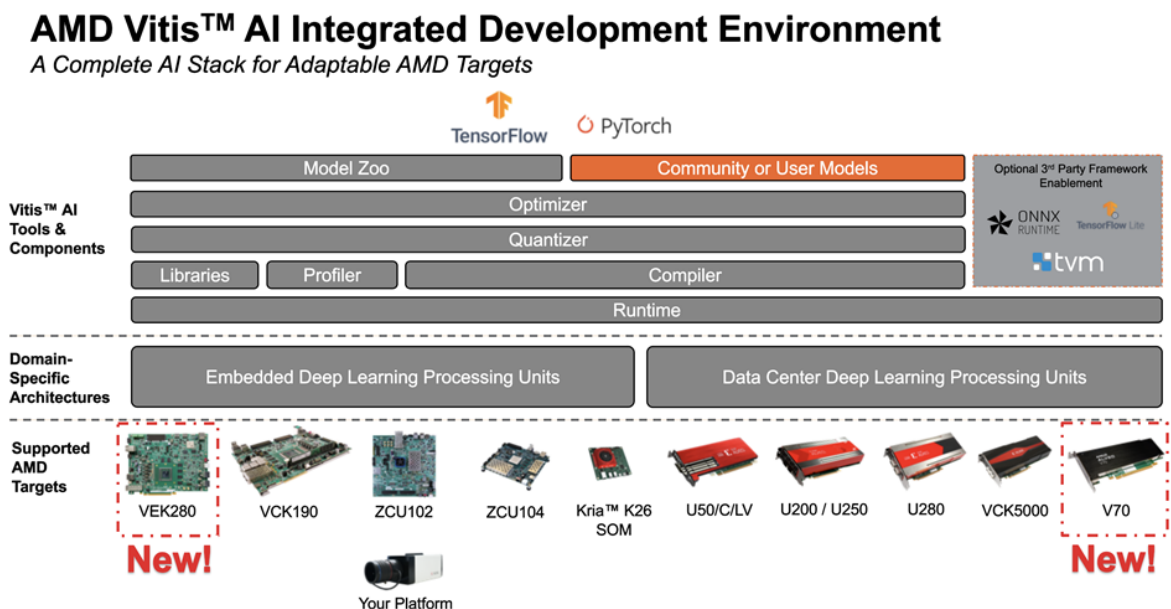 AMD Vitis™ AI Integrated Development Environment
A Complete AI Stack for Adaptable AMD Targets
TensorFlow
PyTorch
Vitis™ AI
Tools &
Components
Model Zoo
Community or User Models
Optimizer
Quantizer
Libraries
Profiler
Compiler
Runtime
Optional 3rd Party Framework
Enablement
ONNX
RUNTIME
TensorFlow Lite
tvm
Domain-
Specific
Architectures
Embedded Deep Learning Processing Units
Data Center Deep Learning Processing Units
Supported
AMD
Targets
VEK280
VCK190
ZCU102
ZCU104
Kria™ K26
SOM
U50/C/LV
U200 / U250
U280
VCK5000
V70
New!
New!
Your Platform